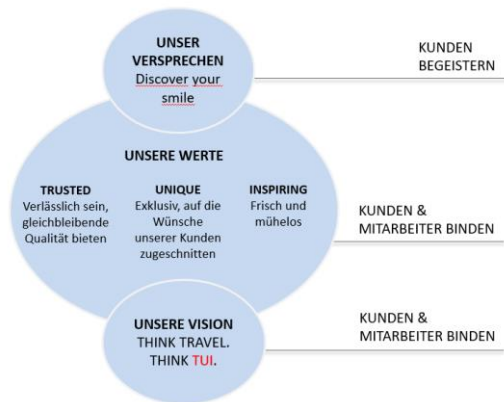 UNSER
VERSPRECHEN
Discover your
smile
KUNDEN
BEGEISTERN
UNSERE WERTE
TRUSTED
Verlässlich sein,
gleichbleibende
Qualität bieten
UNIQUE
Exklusiv, auf die
Wünsche
unserer Kunden
zugeschnitten
INSPIRING
Frisch und
mühelos
KUNDEN &
MITARBEITER BINDEN
UNSERE VISION
THINK TRAVEL.
THINK TUI.
KUNDEN &
MITARBEITER BINDEN